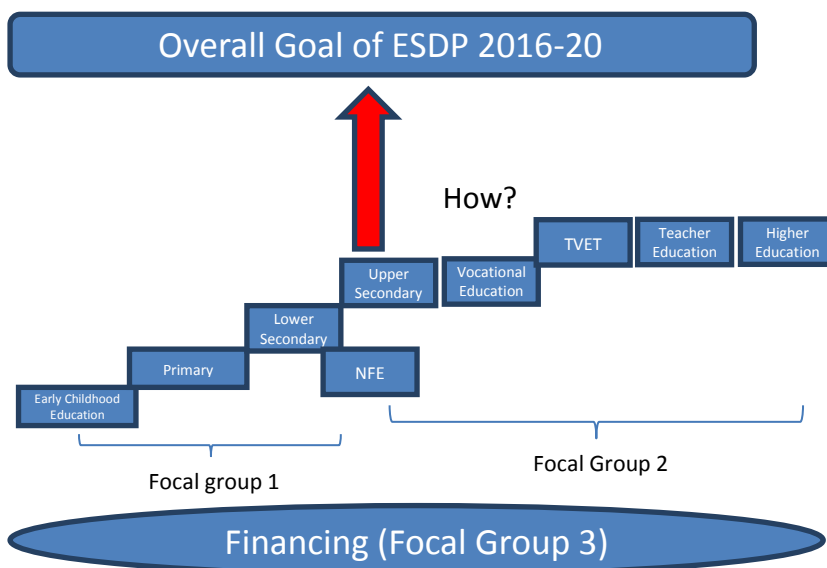 Overall Goal of ESDP 2016-20
How?
TVET
Teacher
Education
Higher
Education
Upper
Secondary
Vocational
Education
Lower
Secondary
Primary
NFE
Early Childhood
Education
Focal group 1
Focal Group 2
Financing (Focal Group 3)